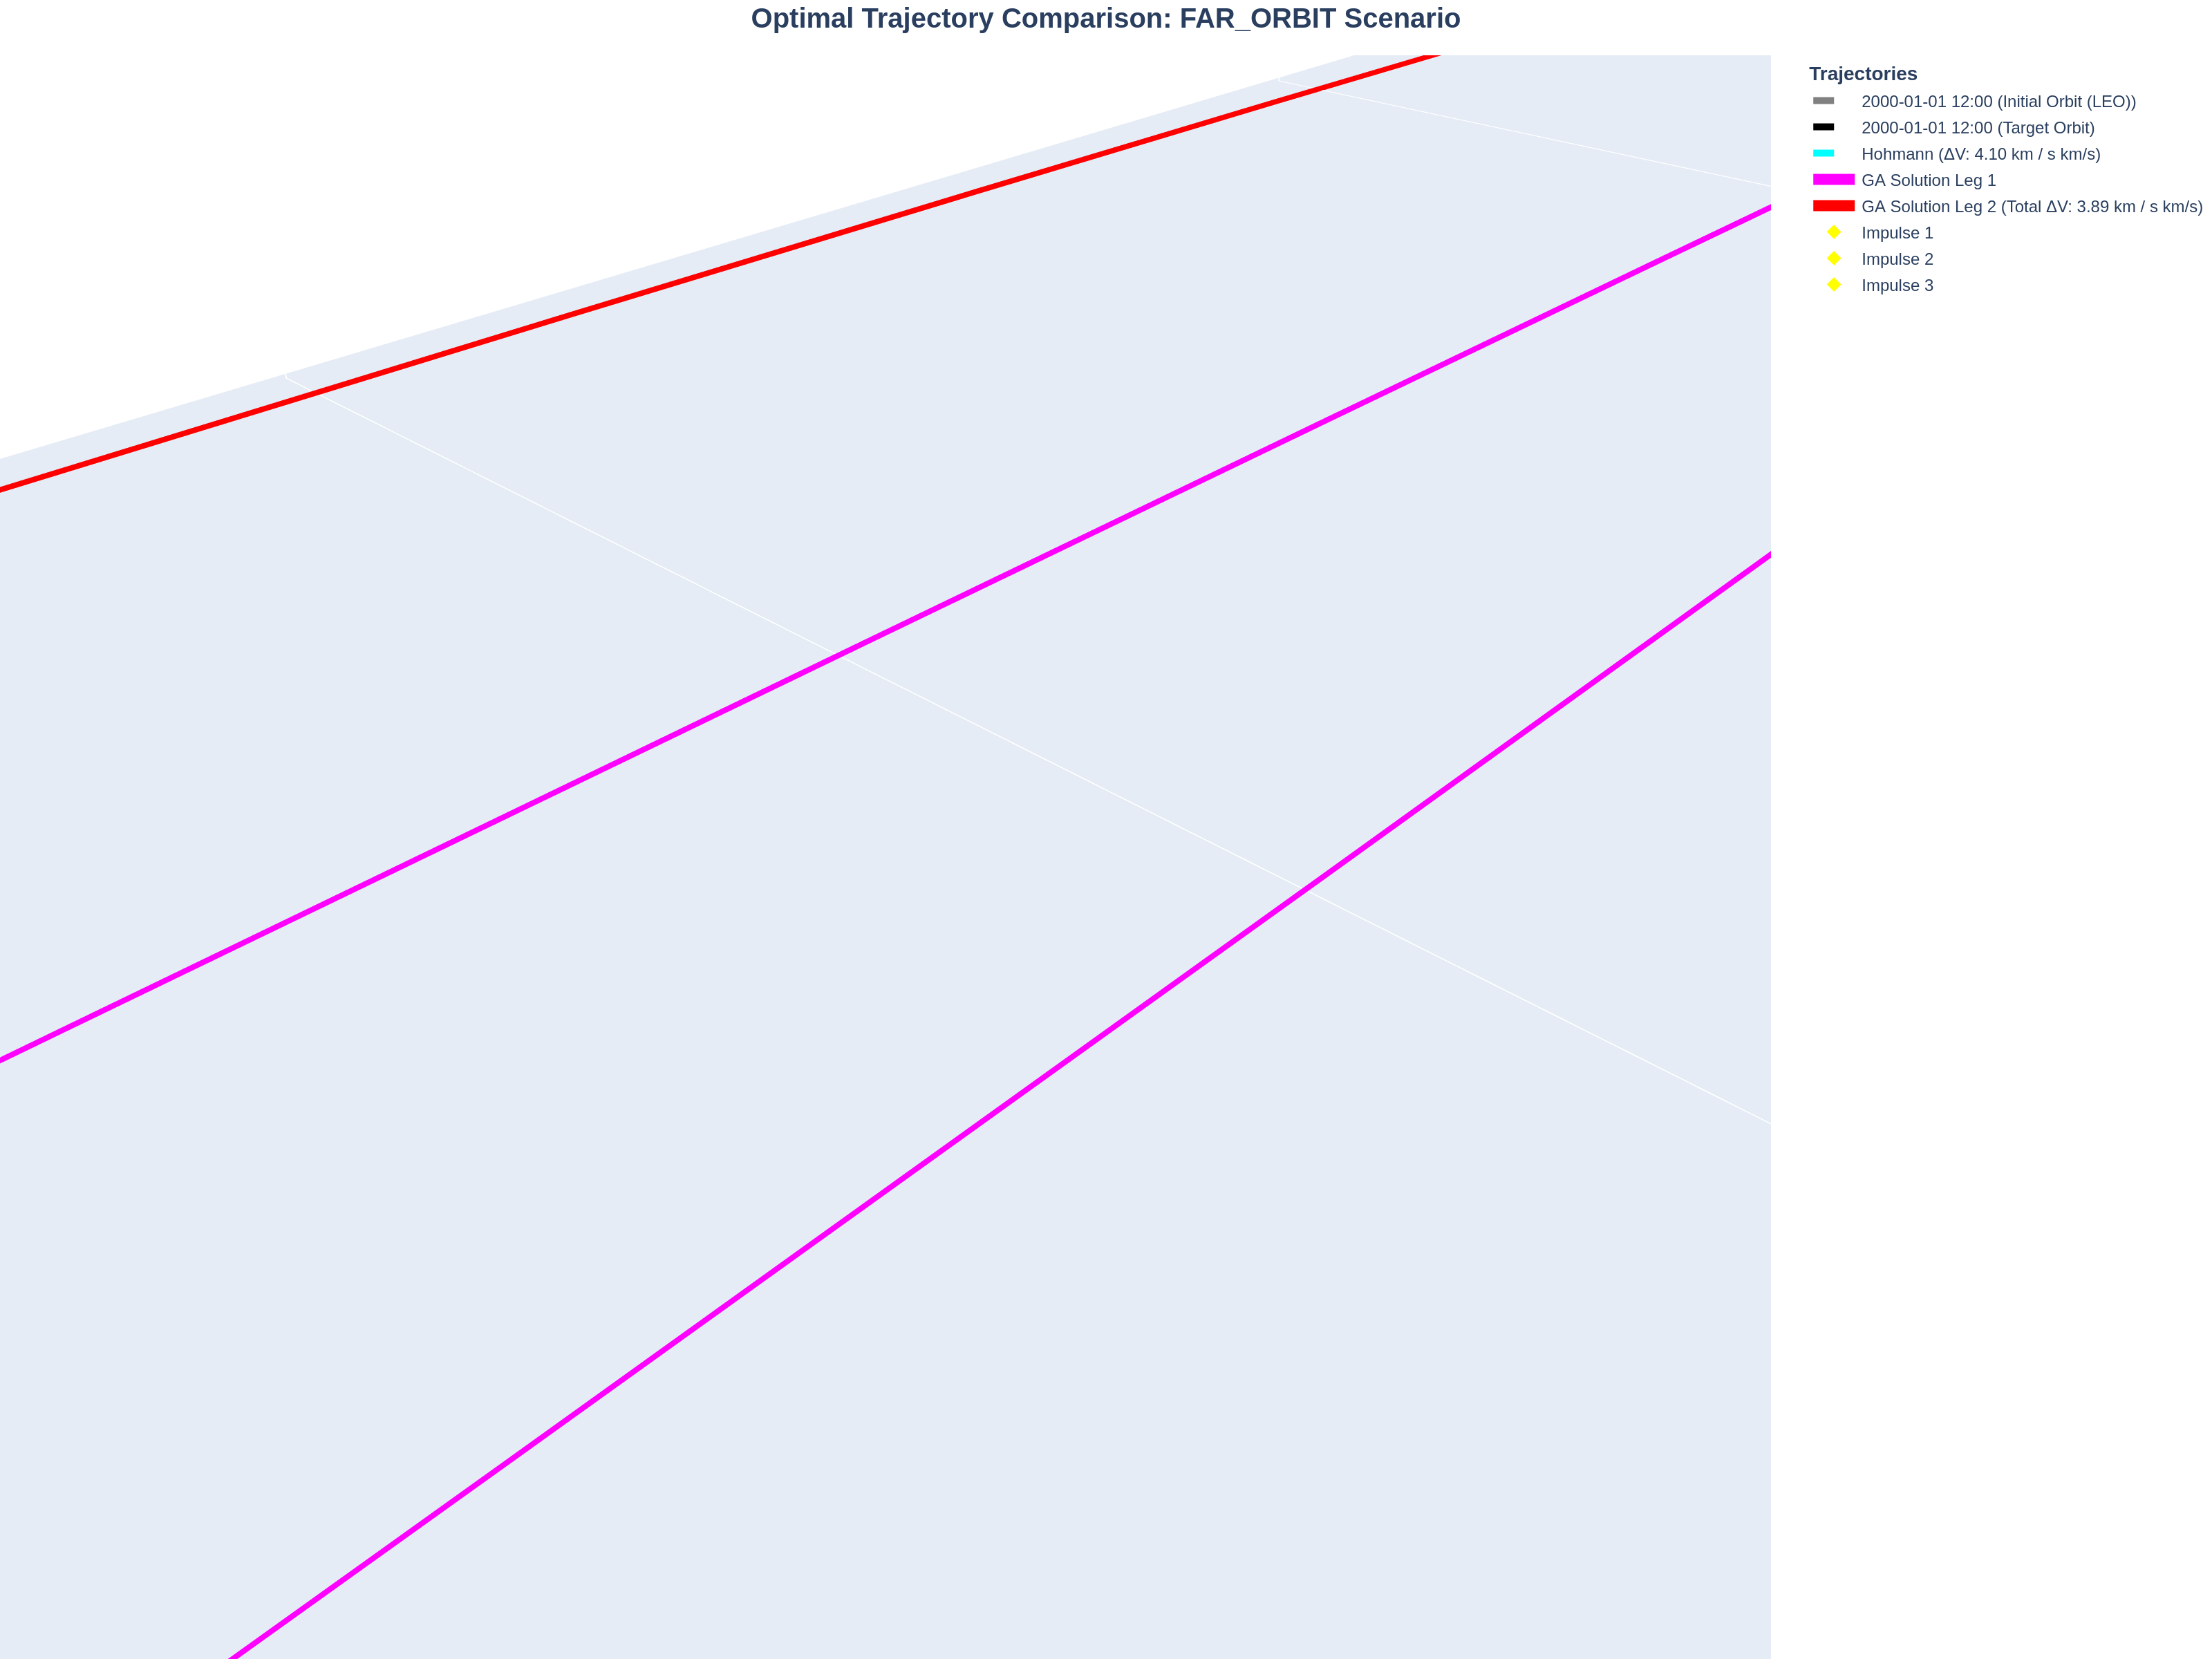 Optimal Trajectory Comparison: FAR_ORBIT Scenario
Trajectories
2000-01-01 12:00 (Initial Orbit (LEO))
2000-01-01 12:00 (Target Orbit)
Hohmann (ΔV: 4.10 km / s km/s)
GA Solution Leg 1
GA Solution Leg 2 (Total ΔV: 3.89 km / s km/s)
Impulse 1
Impulse 2
Impulse 3